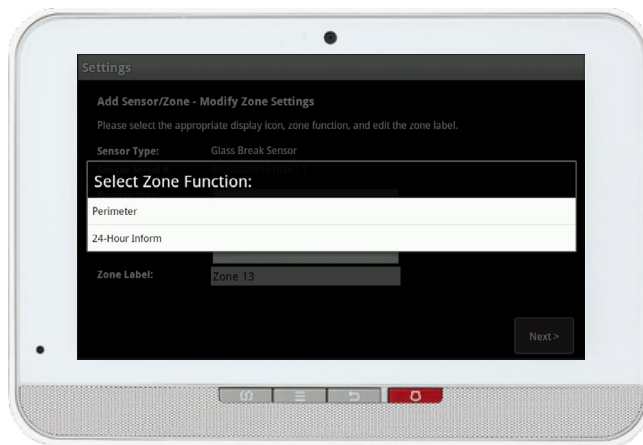 Settings
Add Sensor/Zone - Modify Zone Settings
Please select the appropriate display icon, zone function, and edit the zone label.
Sensor Type: Glass Break Sensor
Select Zone Function:
Perimeter
24-Hour Inform
Zone Label: Zone 13
Next >